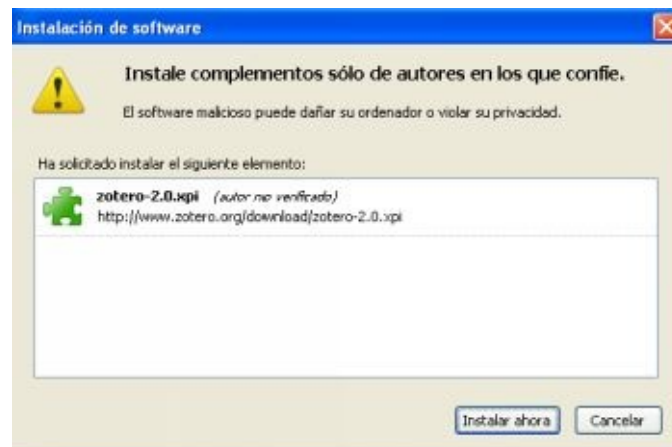 Instalación de software
Instale complementos sólo de autores en los que confíe.
El software malicioso puede dañar su ordenador o violar su privacidad.
Ha solicitado instalar el siguiente elemento:
zotero-2.0.xpi (autor no verificado)
http://www.zotero.org/download/zotero-2.0.xpi
Instalar ahora Cancelar